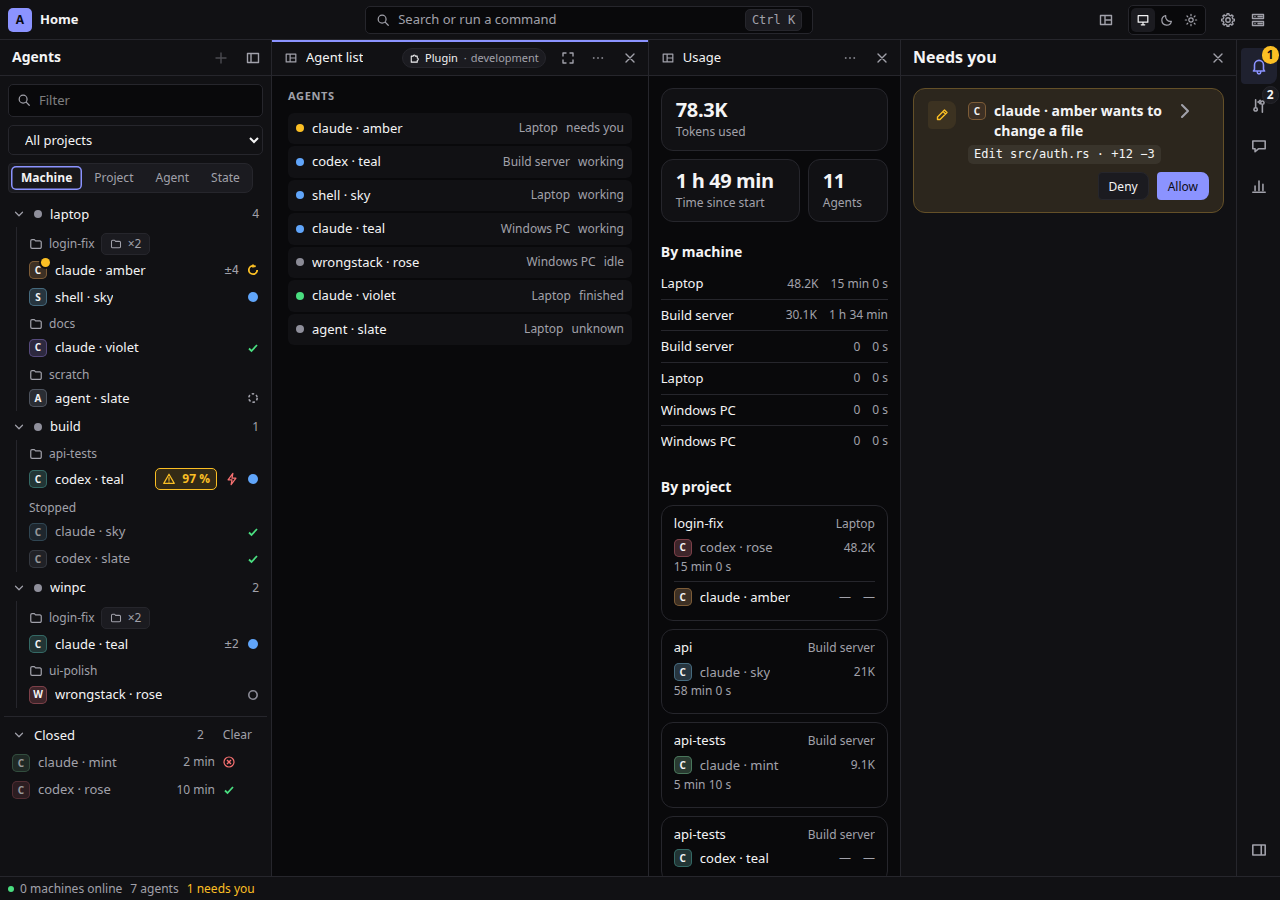 A Home
Search or run a command Ctrl K
Agents
Filter
All projects
Machine Project Agent State
laptop 4
login-fix ×2
C claude · amber ±4
S shell · sky
docs
C claude · violet
scratch
A agent · slate
build 1
api-tests
C codex · teal 97 %
Stopped
C claude · sky
C codex · slate
winpc 2
login-fix ×2
C claude · teal ±2
ui-polish
W wrongstack · rose
Closed 2 Clear
C claude · mint 2 min
C codex · rose 10 min
Agent list Plugin · development
AGENTS
claude · amber Laptop needs you
codex · teal Build server working
shell · sky Laptop working
claude · teal Windows PC working
wrongstack · rose Windows PC idle
claude · violet Laptop finished
agent · slate Laptop unknown
Usage
78.3K
Tokens used
1 h 49 min
Time since start
11
Agents
By machine
Laptop 48.2K 15 min 0 s
Build server 30.1K 1 h 34 min
Build server 0 0 s
Laptop 0 0 s
Windows PC 0 0 s
Windows PC 0 0 s
By project
login-fix Laptop
C codex · rose 48.2K
15 min 0 s
C claude · amber — —
api Build server
C claude · sky 21K
58 min 0 s
api-tests Build server
C claude · mint 9.1K
5 min 10 s
api-tests Build server
C codex · teal — —
Needs you
C claude · amber wants to
change a file
Edit src/auth.rs · +12 −3
Deny Allow
1
2
0 machines online 7 agents 1 needs you